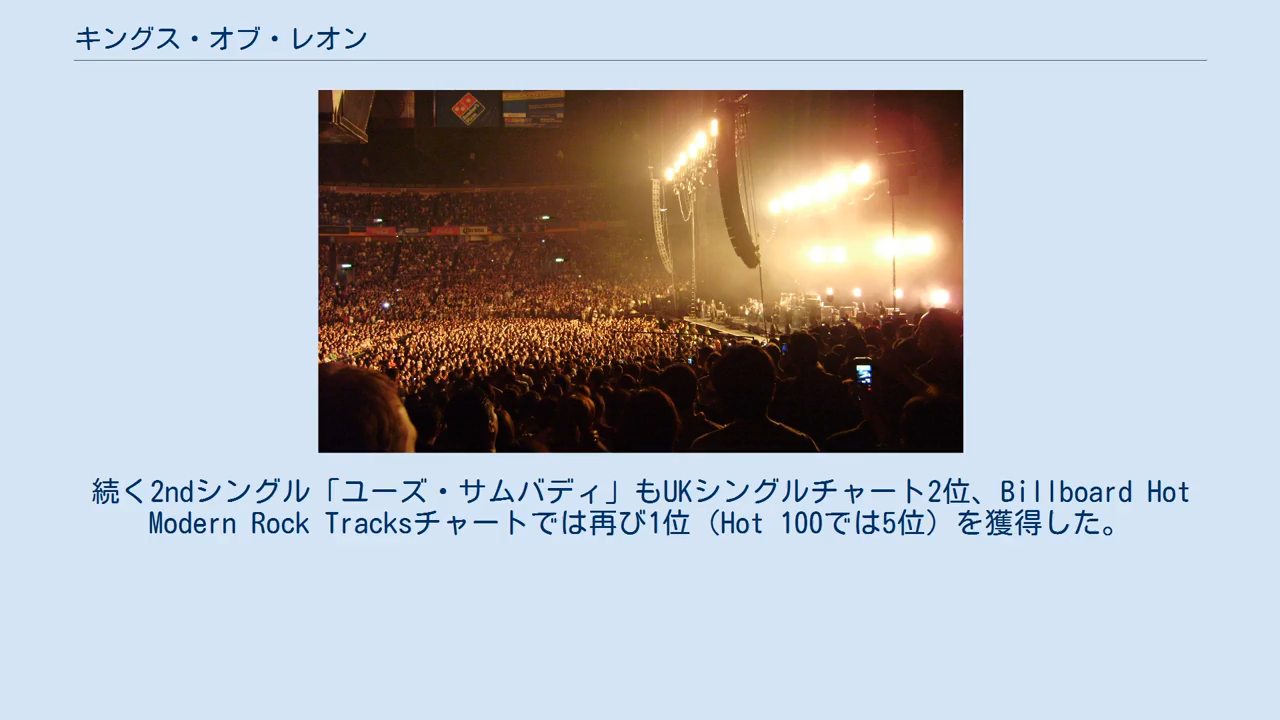 キングス・オブ・レオン
続く2ndシングル「ユーズ・サムバディ」もUKシングルチャート2位、Billboard Hot
Modern Rock Tracksチャートでは再び1位（Hot 100では5位）を獲得した。